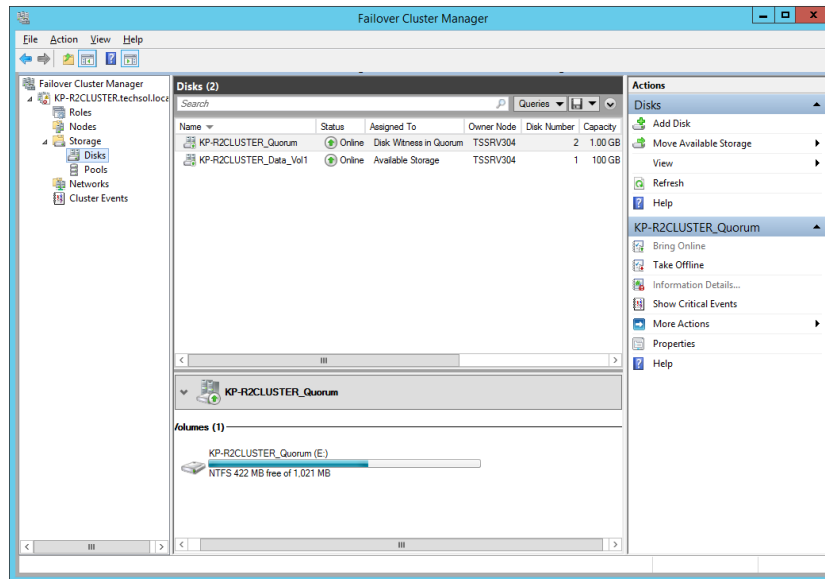 Failover Cluster Manager
File Action View Help
Failover Cluster Manager
KP-R2CLUSTER.techsol.loca
Roles
Nodes
Storage
Disks
Pools
Networks
Cluster Events
Disks (2)
Search
Queries
Name Status Assigned To Owner Node Disk Number Capacity
KP-R2CLUSTER_Quorum Online Disk Witness in Quorum TSSRV304 2 1.00 GB
KP-R2CLUSTER_Data_Vol1 Online Available Storage TSSRV304 1 100 GB
KP-R2CLUSTER_Quorum
Volumes (1)
KP-R2CLUSTER_Quorum (E:)
NTFS 422 MB free of 1,021 MB
Actions
Disks
Add Disk
Move Available Storage
View
Refresh
Help
KP-R2CLUSTER_Quorum
Bring Online
Take Offline
Information Details...
Show Critical Events
More Actions
Properties
Help